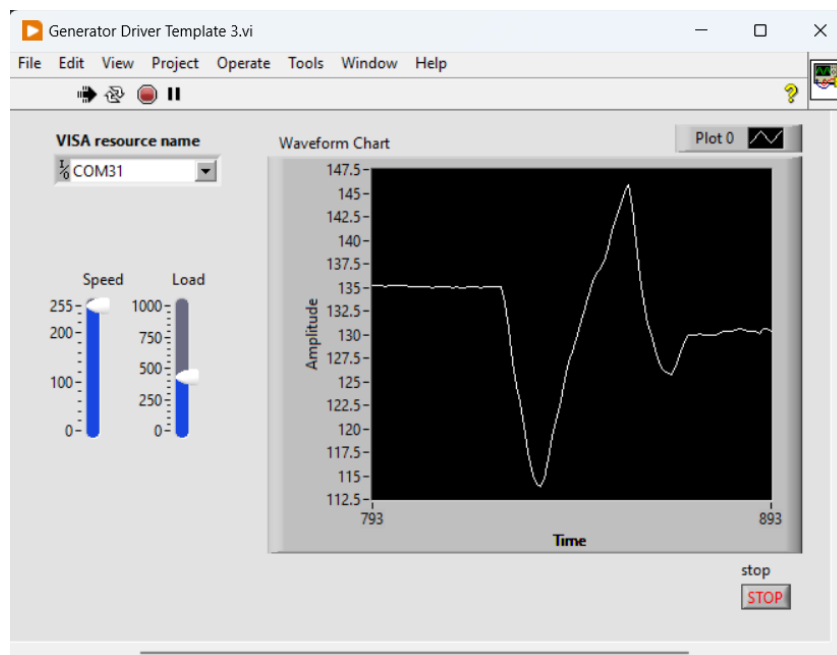 Generator Driver Template 3.vi
File Edit View Project Operate Tools Window Help
VISA resource name
I/O COM31
Waveform Chart
Plot 0
Speed
255
200
100
0
Load
1000
750
500
250
0
Amplitude
147.5
145
142.5
140
137.5
135
132.5
130
127.5
125
122.5
120
117.5
115
112.5
793
893
Time
stop
STOP